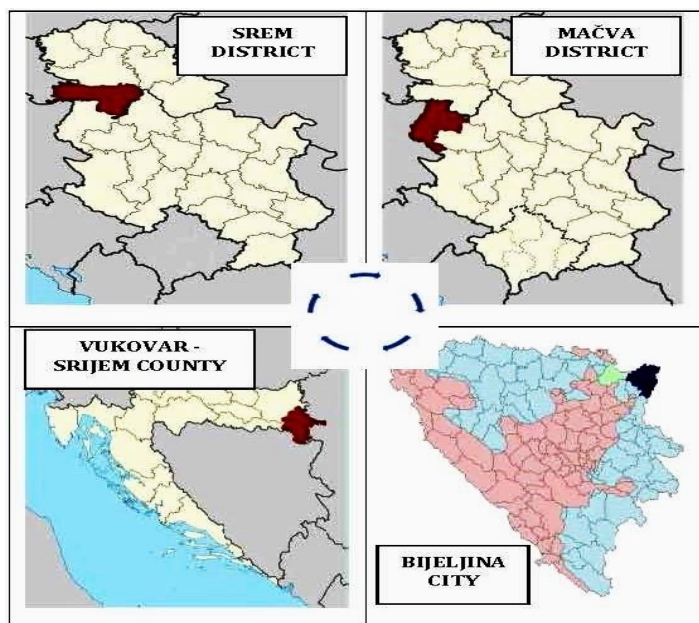 SREM
DISTRICT
MAČVA
DISTRICT
VUKOVAR -
SRIJEM COUNTY
BIJELJINA
CITY